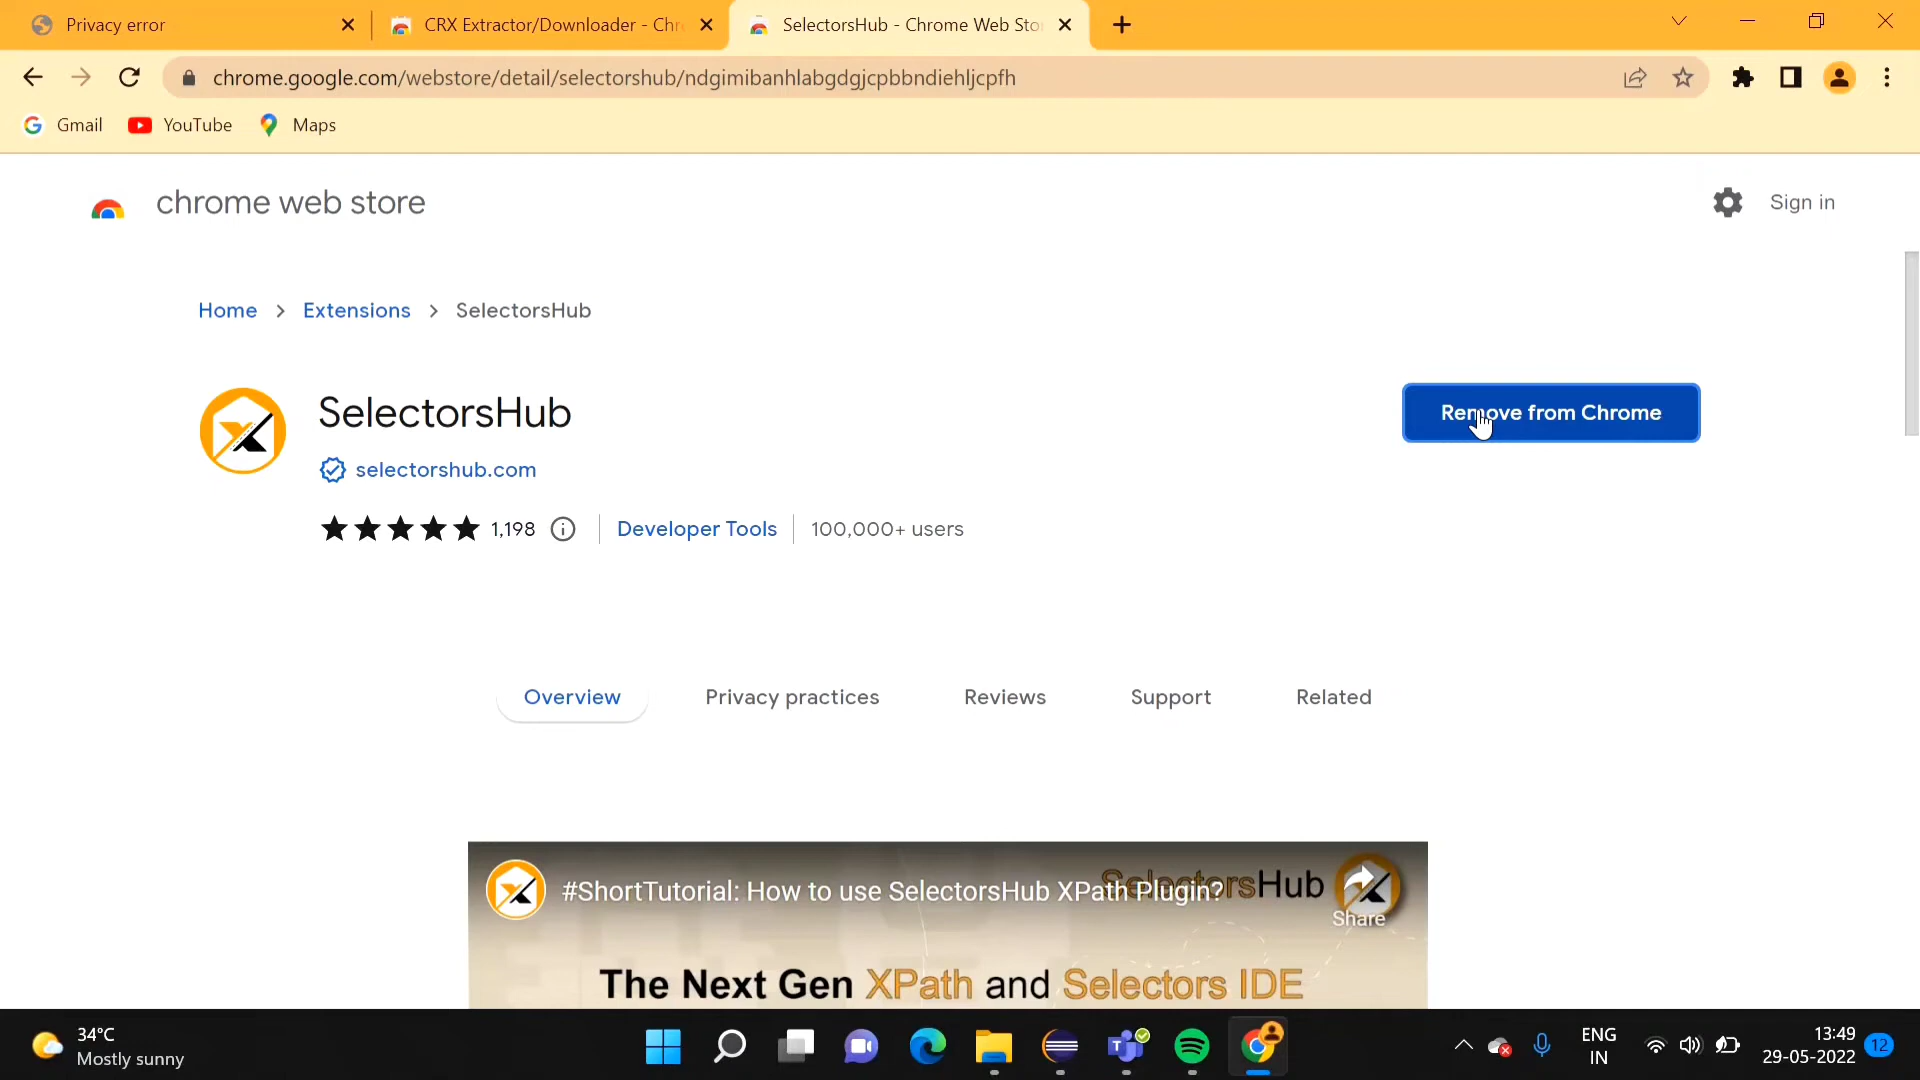 Privacy error
CRX Extractor/Downloader - Chr
SelectorsHub - Chrome Web Sto
chrome.google.com/webstore/detail/selectorshub/ndgimibanhlabgdgjcpbbndiehljcpfh
Gmail
YouTube
Maps
chrome web store
Sign in
Home > Extensions > SelectorsHub
SelectorsHub
Remove from Chrome
selectorshub.com
1,198
Developer Tools
100,000+ users
Overview
Privacy practices
Reviews
Support
Related
#ShortTutorial: How to use SelectorsHub XPath Plugin?
SelectorsHub
Share
The Next Gen XPath and Selectors IDE
34°C
Mostly sunny
ENG
IN
13:49
29-05-2022
12